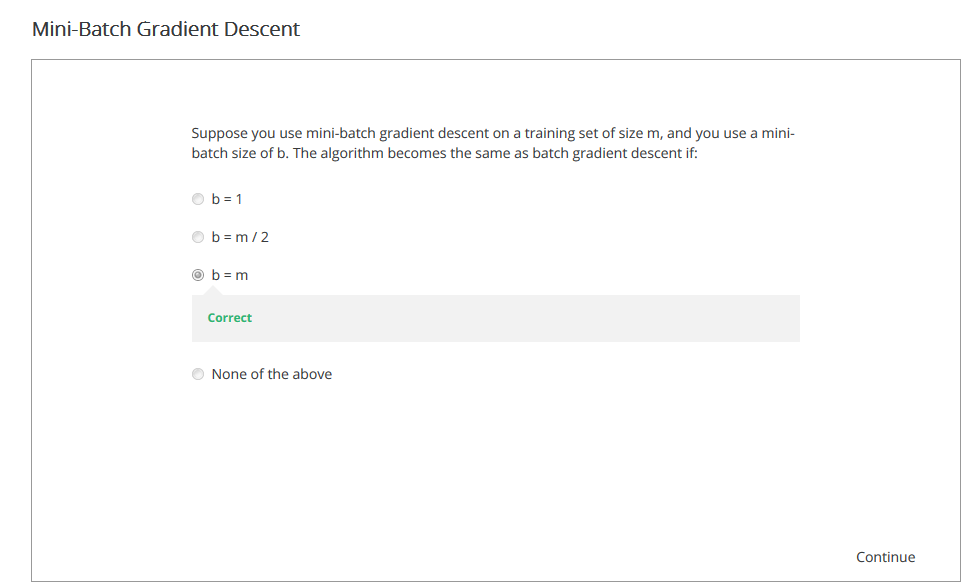 Mini-Batch Gradient Descent
Suppose you use mini-batch gradient descent on a training set of size m, and you use a mini-
batch size of b. The algorithm becomes the same as batch gradient descent if:
b = 1
b = m / 2
b = m
Correct
None of the above
Continue